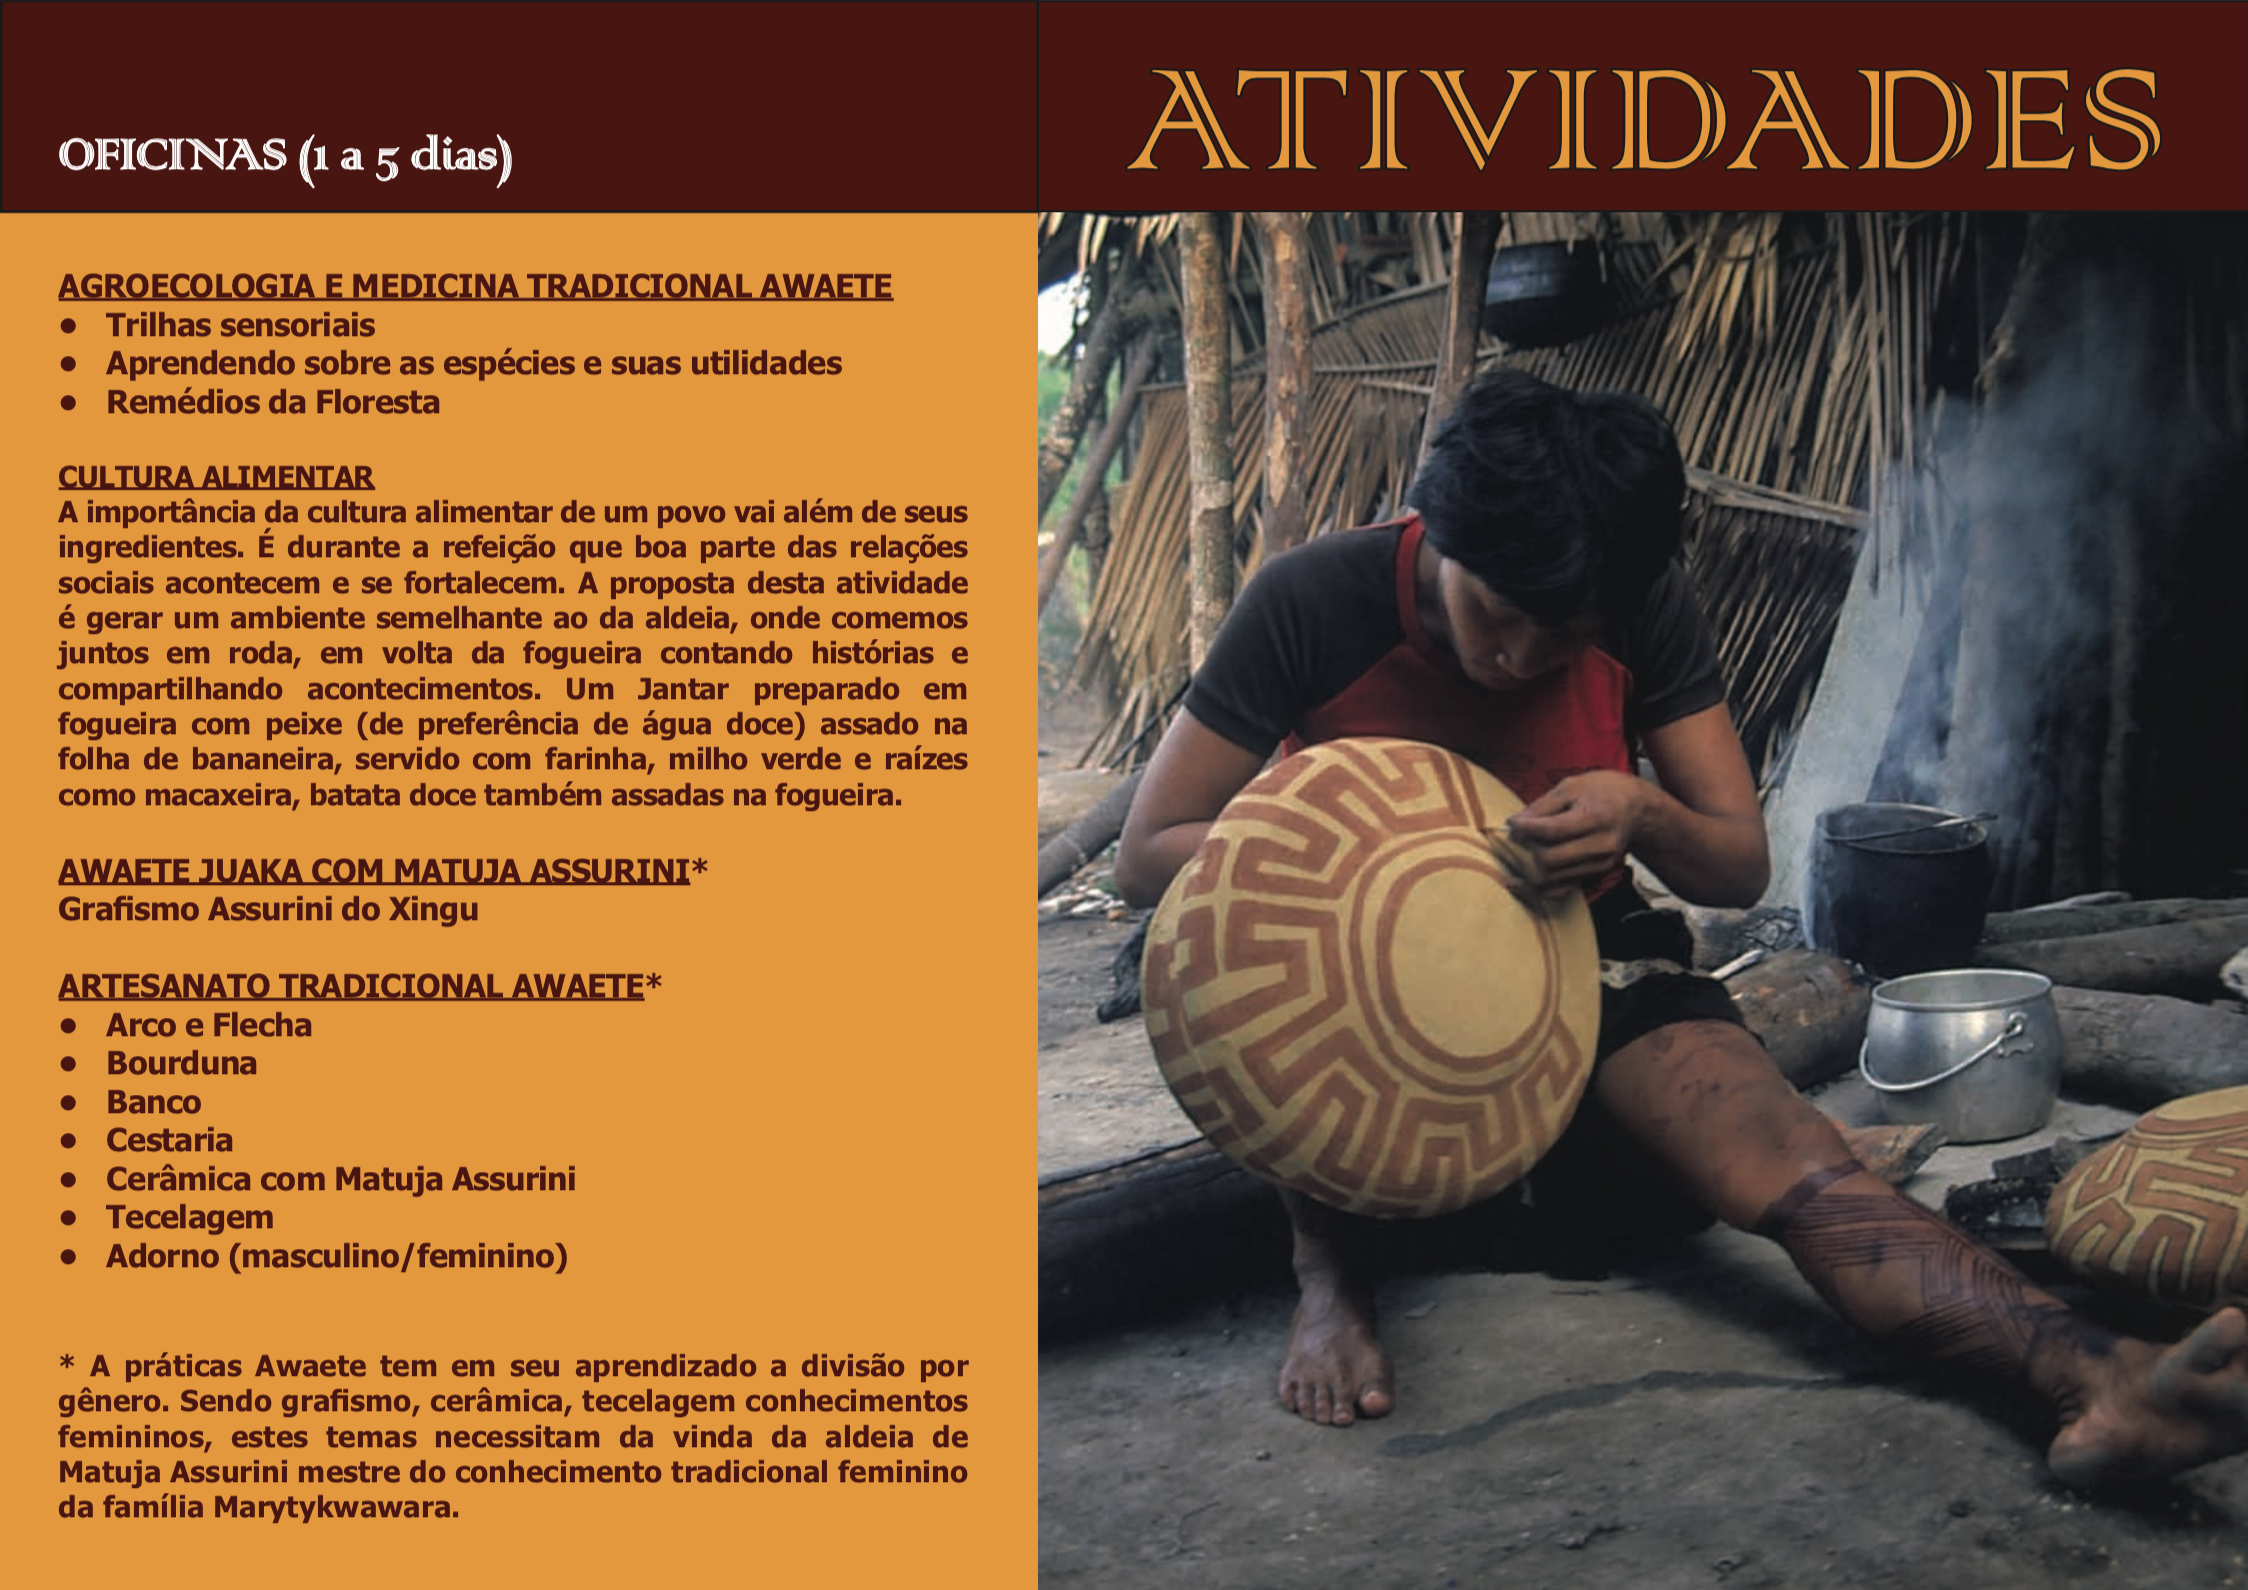 OFICINAS (1 a 5 dias)
ATIVIDADES
AGROECOLOGIA E MEDICINA TRADICIONAL AWAETE
● Trilhas sensoriais
● Aprendendo sobre as espécies e suas utilidades
● Remédios da Floresta
CULTURA ALIMENTAR
A importância da cultura alimentar de um povo vai além de seus
ingredientes. É durante a refeição que boa parte das relações
sociais acontecem e se fortalecem. A proposta desta atividade
é gerar um ambiente semelhante ao da aldeia, onde comemos
juntos em roda, em volta da fogueira contando histórias e
compartilhando acontecimentos. Um Jantar preparado em
fogueira com peixe (de preferência de água doce) assado na
folha de bananeira, servido com farinha, milho verde e raízes
como macaxeira, batata doce também assadas na fogueira.
AWAETE JUAKA COM MATUJA ASSURINI*
Grafismo Assurini do Xingu
ARTESANATO TRADICIONAL AWAETE*
● Arco e Flecha
● Bourduna
● Banco
● Cestaria
● Cerâmica com Matuja Assurini
● Tecelagem
● Adorno (masculino/feminino)
* A práticas Awaete tem em seu aprendizado a divisão por
gênero. Sendo grafismo, cerâmica, tecelagem conhecimentos
femininos, estes temas necessitam da vinda da aldeia de
Matuja Assurini mestre do conhecimento tradicional feminino
da família Marytykwawara.